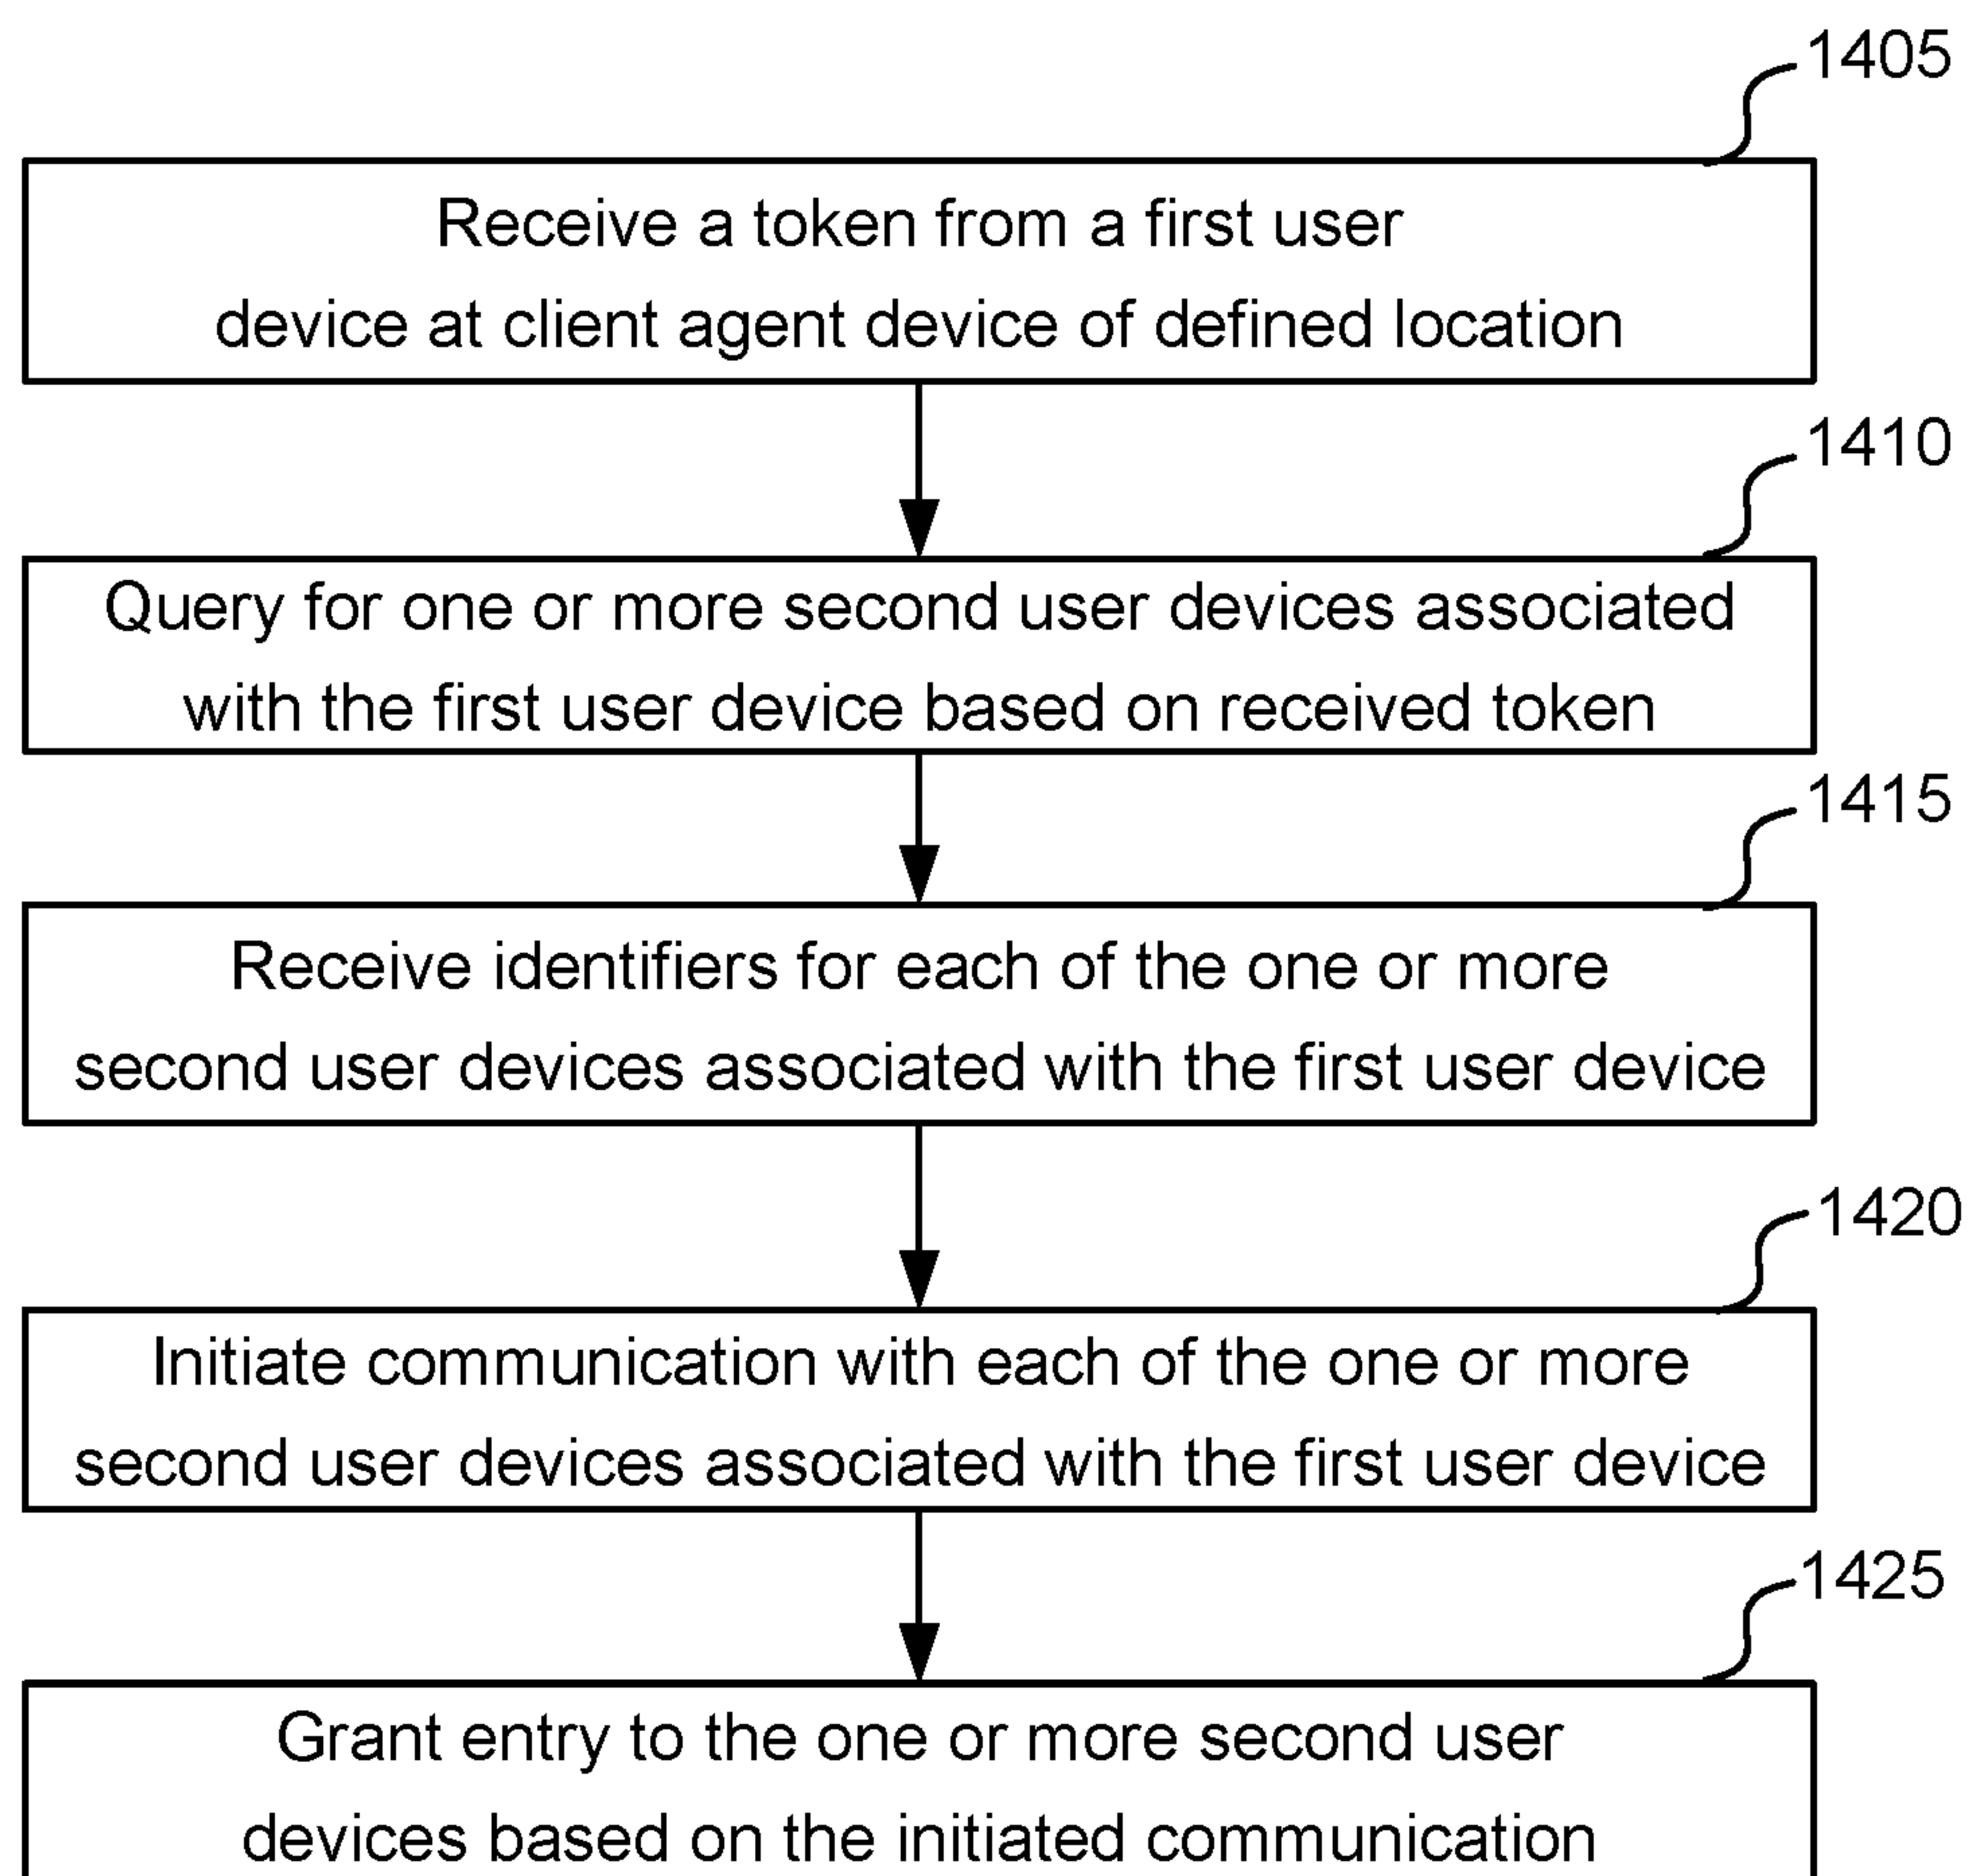 1405
Receive a token from a first user
device at client agent device of defined location
1410
Query for one or more second user devices associated
with the first user device based on received token
1415
Receive identifiers for each of the one or more
second user devices associated with the first user device
1420
Initiate communication with each of the one or more
second user devices associated with the first user device
1425
Grant entry to the one or more second user
devices based on the initiated communication